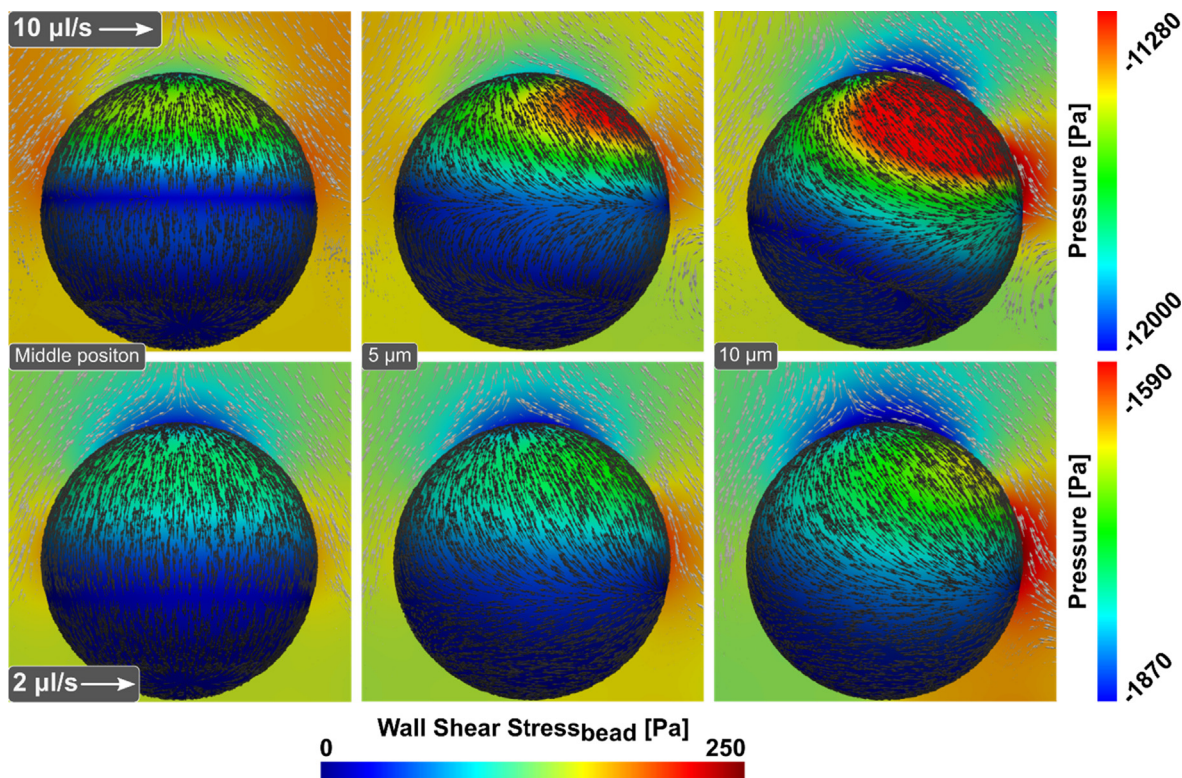 10 µl/s
-11280
Pressure [Pa]
-12000
Middle positon
5 µm
10 µm
-1590
Pressure [Pa]
-1870
2 µl/s
Wall Shear Stressbead [Pa]
0
250